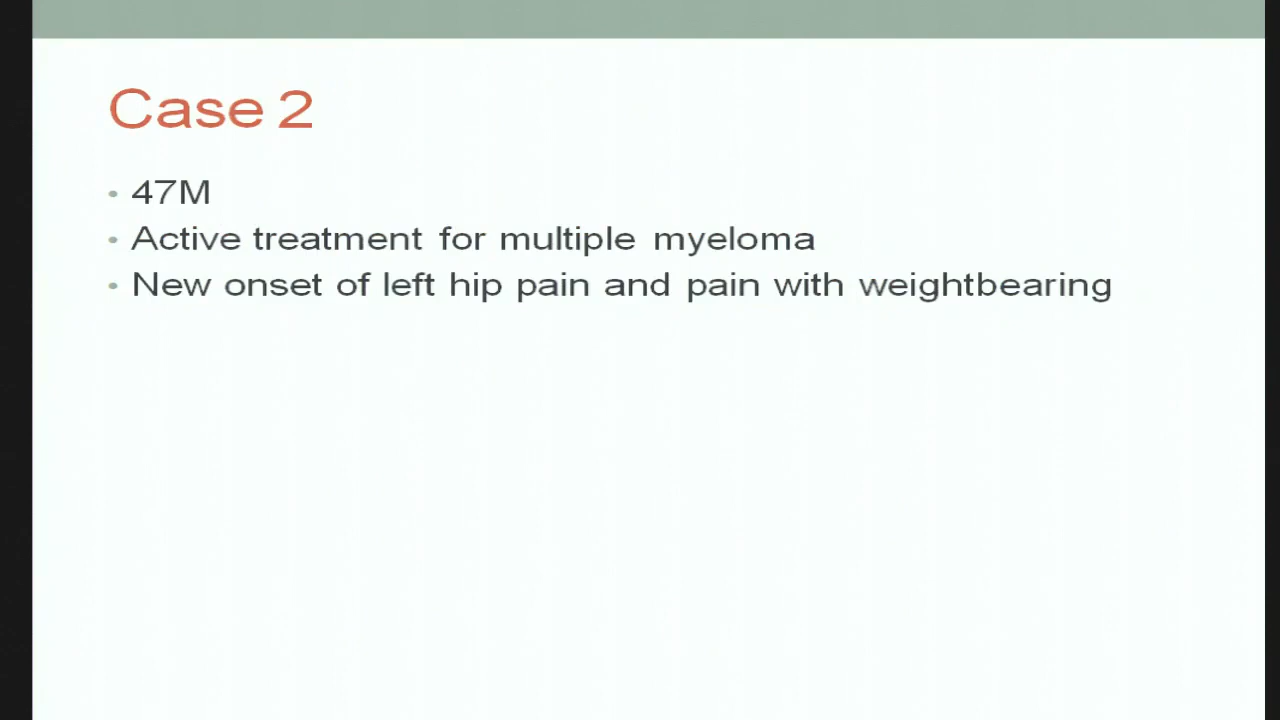 Case 2
• 47M
• Active treatment for multiple myeloma
• New onset of left hip pain and pain with weightbearing